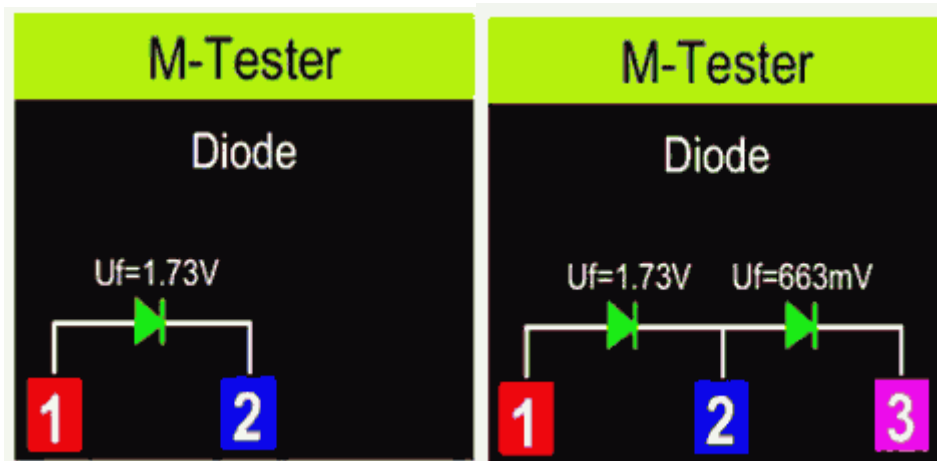 M-Tester
Diode
Uf=1.73V
1 2
M-Tester
Diode
Uf=1.73V Uf=663mV
1 2 3